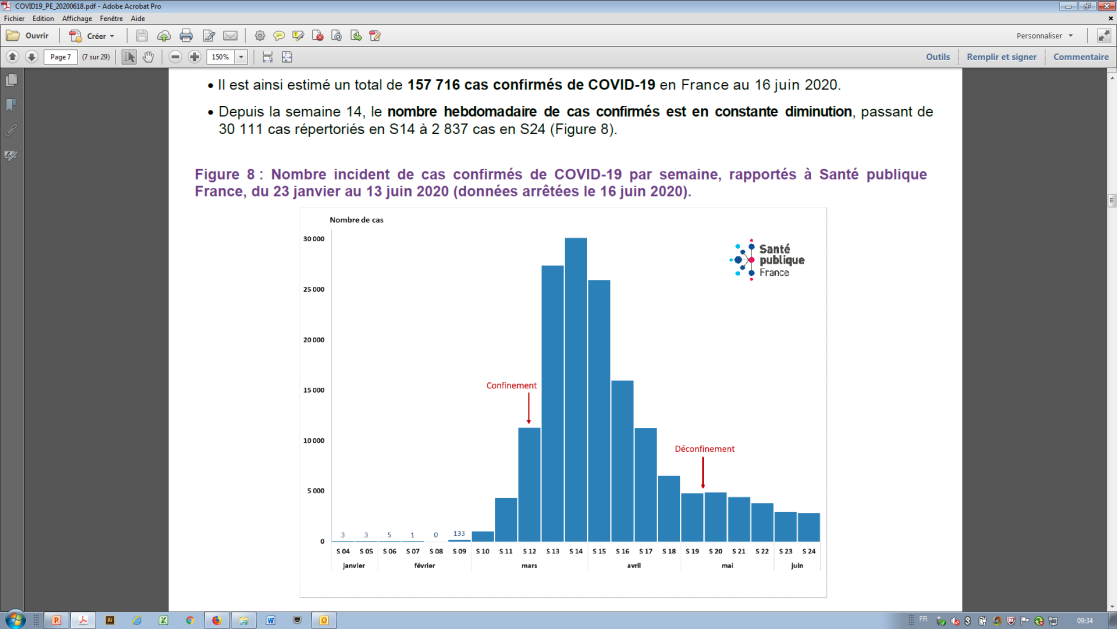 COVID19_PE_20200618.pdf - Adobe Acrobat Pro
Fichier Edition Affichage Fenêtre Aide
Ouvrir Créer Personnaliser
Page 7 (7 sur 29) 150% Outils Remplir et signer Commentaire
• Il est ainsi estimé un total de 157 716 cas confirmés de COVID-19 en France au 16 juin 2020.
• Depuis la semaine 14, le nombre hebdomadaire de cas confirmés est en constante diminution, passant de
30 111 cas répertoriés en S14 à 2 837 cas en S24 (Figure 8).
Figure 8 : Nombre incident de cas confirmés de COVID-19 par semaine, rapportés à Santé publique
France, du 23 janvier au 13 juin 2020 (données arrêtées le 16 juin 2020).
Nombre de cas
30 000
25 000
20 000
15 000
10 000
5 000
0
Santé
publique
France
Confinement
Déconfinement
3 3 5 1 0 133
S 04 S 05 S 06 S 07 S 08 S 09 S 10 S 11 S 12 S 13 S 14 S 15 S 16 S 17 S 18 S 19 S 20 S 21 S 22 S 23 S 24
janvier février mars avril mai juin
FR 09:34